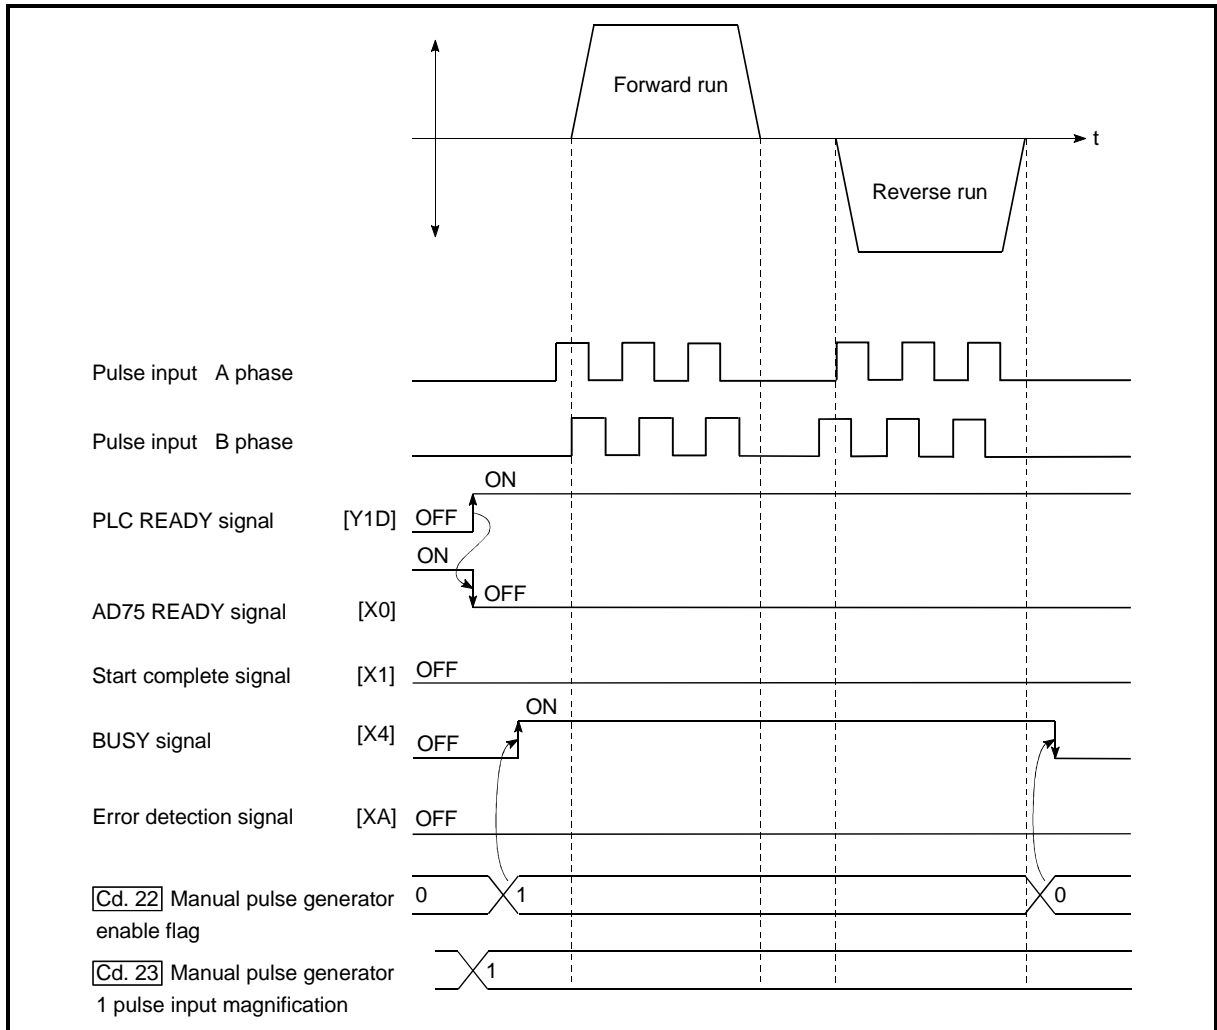 Forward run
t
Reverse run
Pulse input A phase
Pulse input B phase
ON
PLC READY signal [Y1D] OFF
ON
OFF
AD75 READY signal [X0]
Start complete signal [X1] OFF
ON
BUSY signal [X4] OFF
Error detection signal [XA] OFF
Cd. 22 Manual pulse generator 0 1 0
enable flag
Cd. 23 Manual pulse generator 1
1 pulse input magnification